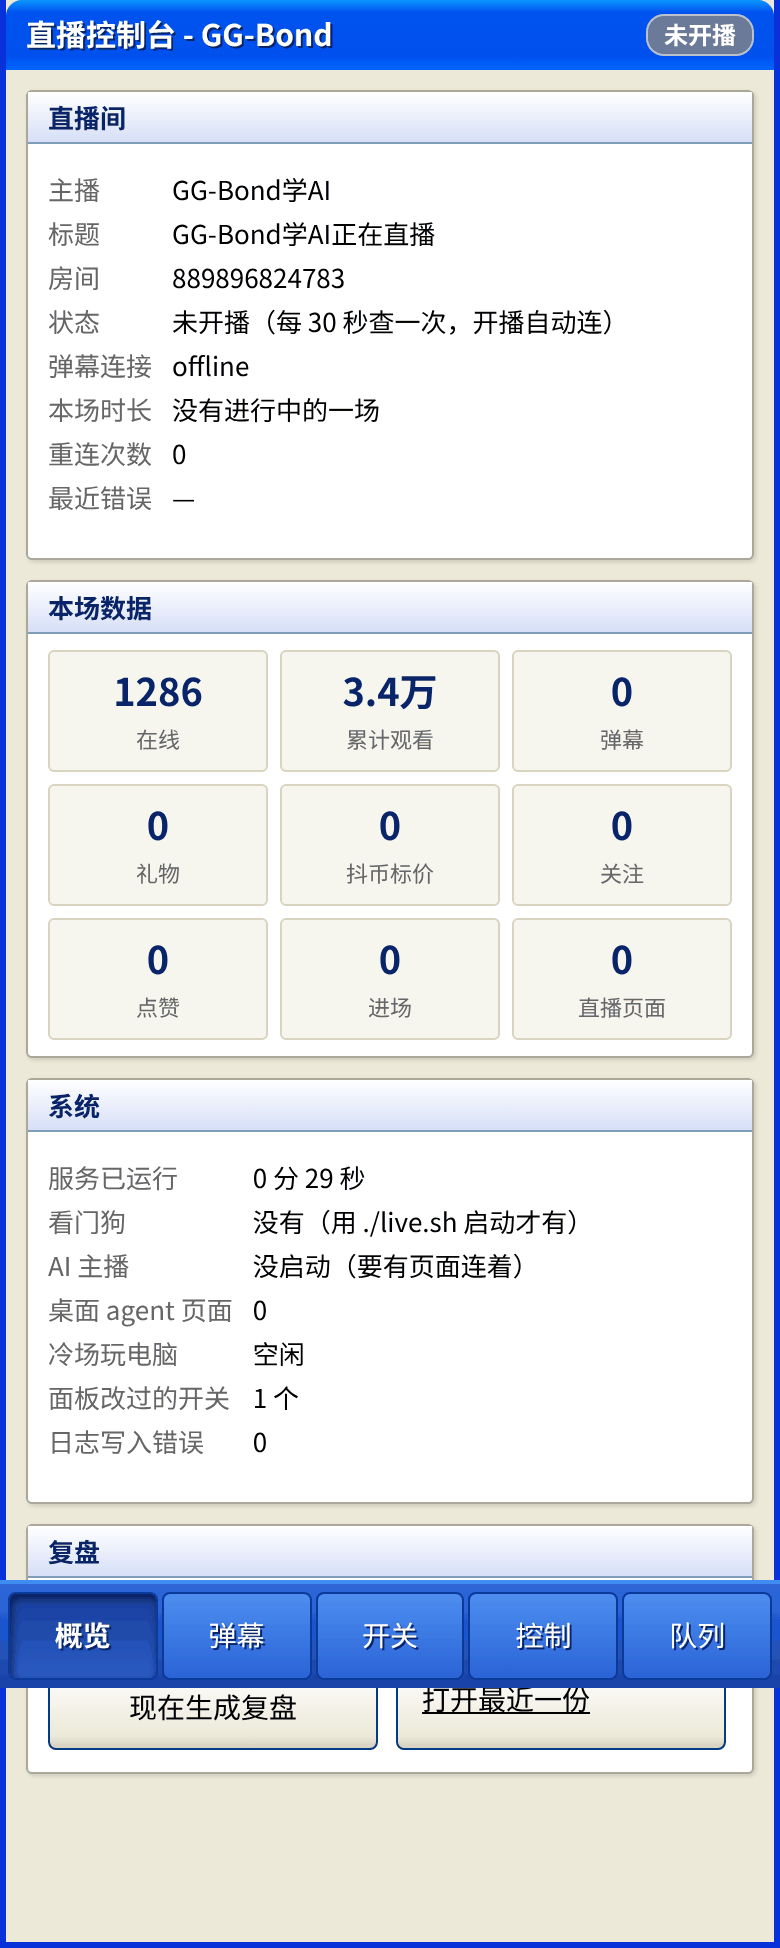 直播控制台 - GG-Bond
未开播
直播间
主播 GG-Bond学AI
标题 GG-Bond学AI正在直播
房间 889896824783
状态 未开播（每 30 秒查一次，开播自动连）
弹幕连接 offline
本场时长 没有进行中的一场
重连次数 0
最近错误 —
本场数据
1286 3.4万 0
在线 累计观看 弹幕
0 0 0
礼物 抖币标价 关注
0 0 0
点赞 进场 直播页面
系统
服务已运行 0 分 29 秒
看门狗 没有（用 ./live.sh 启动才有）
AI 主播 没启动（要有页面连着）
桌面 agent 页面 0
冷场玩电脑 空闲
面板改过的开关 1 个
日志写入错误 0
复盘
概览 弹幕 开关 控制 队列
现在生成复盘 打开最近一份